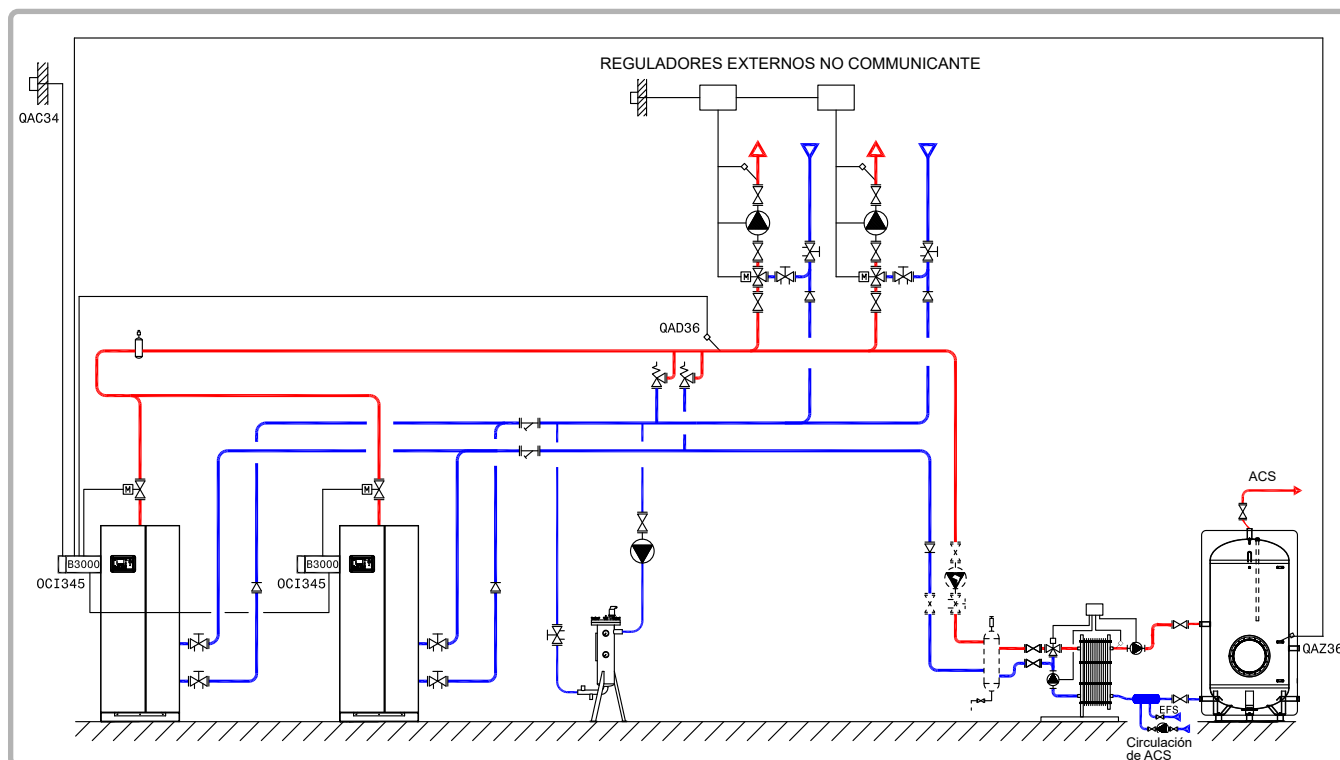 REGULADORES EXTERNOS NO COMMUNICANTE
QAC34
M
M
QAD36
M
M
ACS
B3000
OCI345
B3000
OCI345
QAZ36
EFS
Circulación
de ACS